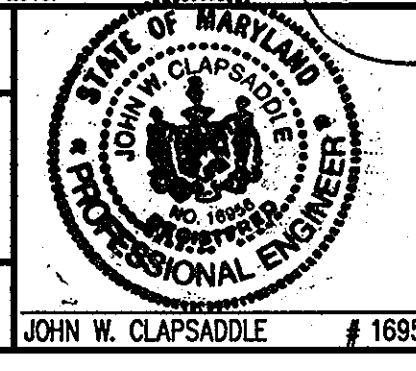 STATE OF MARYLAND
JOHN W. CLAPSADDLE
NO. 16956
REGISTERED
PROFESSIONAL ENGINEER
JOHN W. CLAPSADDLE # 1695